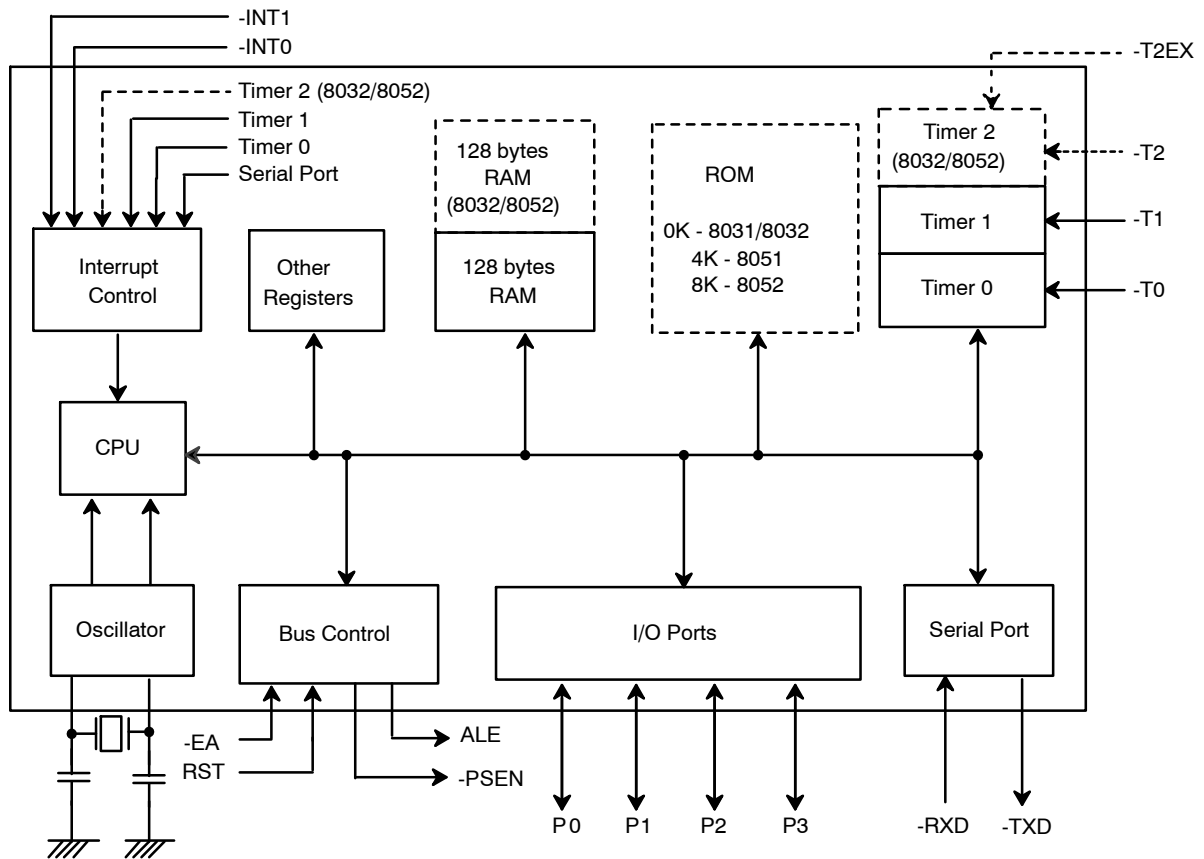 -INT1
-INT0
-T2EX
Timer 2 (8032/8052)
Timer 1
Timer 0
Serial Port
128 bytes
RAM
(8032/8052)
128 bytes
RAM
ROM
0K - 8031/8032
4K - 8051
8K - 8052
Timer 2
(8032/8052)
Timer 1
Timer 0
-T2
-T1
-T0
Interrupt
Control
Other
Registers
CPU
Oscillator
Bus Control
I/O Ports
Serial Port
-EA
RST
ALE
-PSEN
P0
P1
P2
P3
-RXD
-TXD